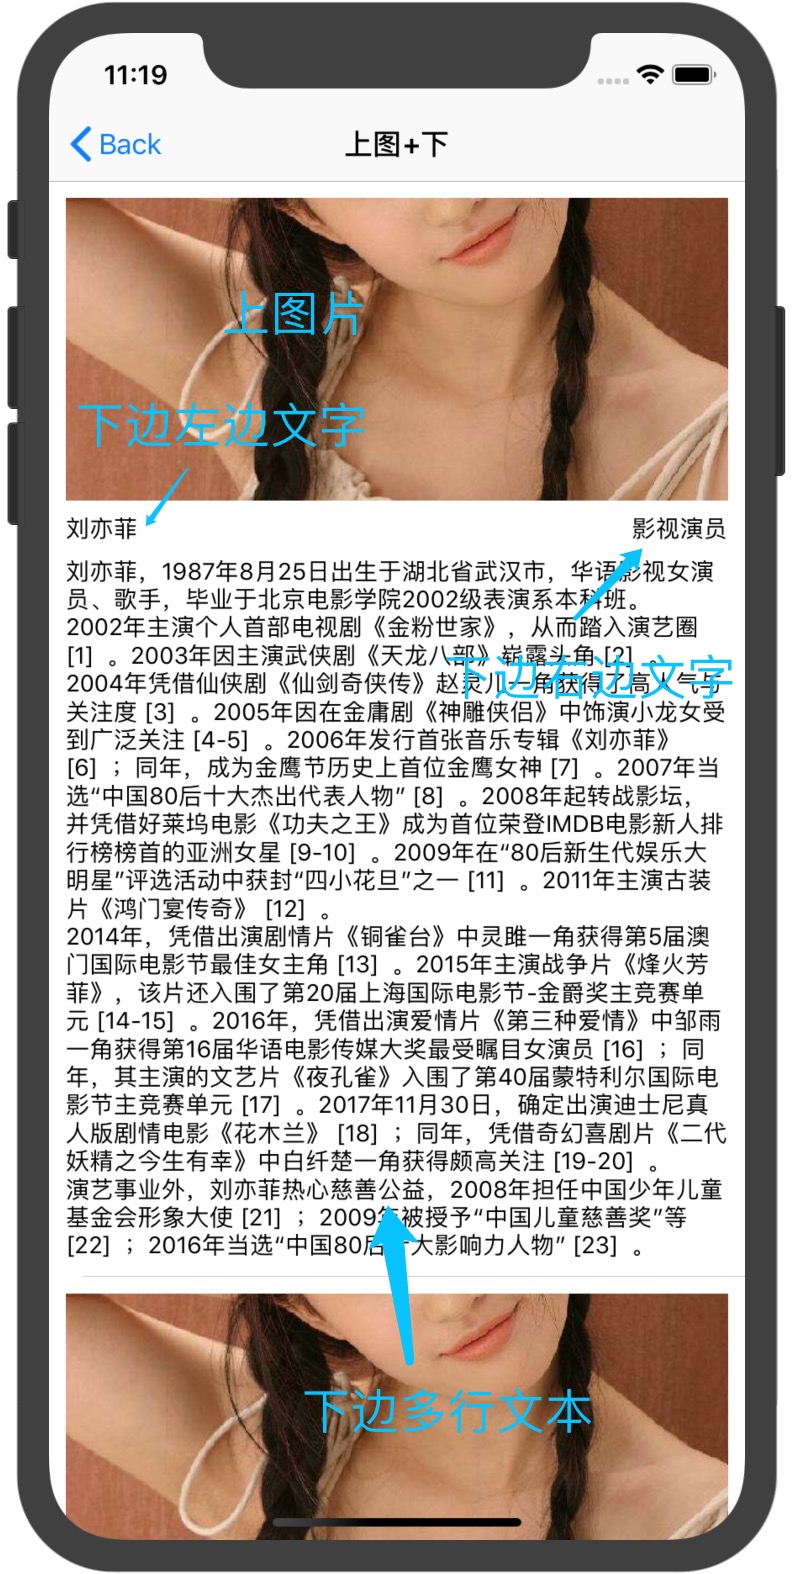 11:19
Back
上图+下
上图片
下边左边文字
刘亦菲
影视演员
刘亦菲，1987年8月25日出生于湖北省武汉市，华语影视女演
员、歌手，毕业于北京电影学院2002级表演系本科班。
2002年主演个人首部电视剧《金粉世家》，从而踏入演艺圈
[1] 。2003年因主演武侠剧《天龙八部》崭露头角 [2] 。
下边右边文字
2004年凭借仙侠剧《仙剑奇侠传》赵灵儿一角获得了高人气与
关注度 [3] 。2005年因在金庸剧《神雕侠侣》中饰演小龙女受
到广泛关注 [4-5] 。2006年发行首张音乐专辑《刘亦菲》
[6] ；同年，成为金鹰节历史上首位金鹰女神 [7] 。2007年当
选“中国80后十大杰出代表人物” [8] 。2008年起转战影坛，
并凭借好莱坞电影《功夫之王》成为首位荣登IMDB电影新人排
行榜榜首的亚洲女星 [9-10] 。2009年在“80后新生代娱乐大
明星”评选活动中获封“四小花旦”之一 [11] 。2011年主演古装
片《鸿门宴传奇》 [12] 。
2014年，凭借出演剧情片《铜雀台》中灵雎一角获得第5届澳
门国际电影节最佳女主角 [13] 。2015年主演战争片《烽火芳
菲》，该片还入围了第20届上海国际电影节-金爵奖主竞赛单
元 [14-15] 。2016年，凭借出演爱情片《第三种爱情》中邹雨
一角获得第16届华语电影传媒大奖最受瞩目女演员 [16] ；同
年，其主演的文艺片《夜孔雀》入围了第40届蒙特利尔国际电
影节主竞赛单元 [17] 。2017年11月30日，确定出演迪士尼真
人版剧情电影《花木兰》 [18] ；同年，凭借奇幻喜剧片《二代
妖精之今生有幸》中白纤楚一角获得颇高关注 [19-20] 。
演艺事业外，刘亦菲热心慈善公益，2008年担任中国少年儿童
基金会形象大使 [21] ；2009年被授予“中国儿童慈善奖”等
[22] ；2016年当选“中国80后十大影响力人物” [23] 。
下边多行文本